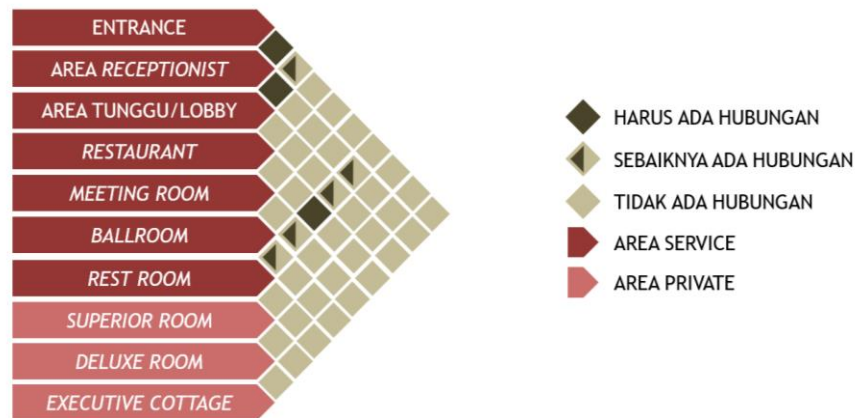 ENTRANCE
AREA RECEPTIONIST
AREA TUNGGU/LOBBY
RESTAURANT
MEETING ROOM
BALLROOM
REST ROOM
SUPERIOR ROOM
DELUXE ROOM
EXECUTIVE COTTAGE
HARUS ADA HUBUNGAN
SEBAIKNYA ADA HUBUNGAN
TIDAK ADA HUBUNGAN
AREA SERVICE
AREA PRIVATE